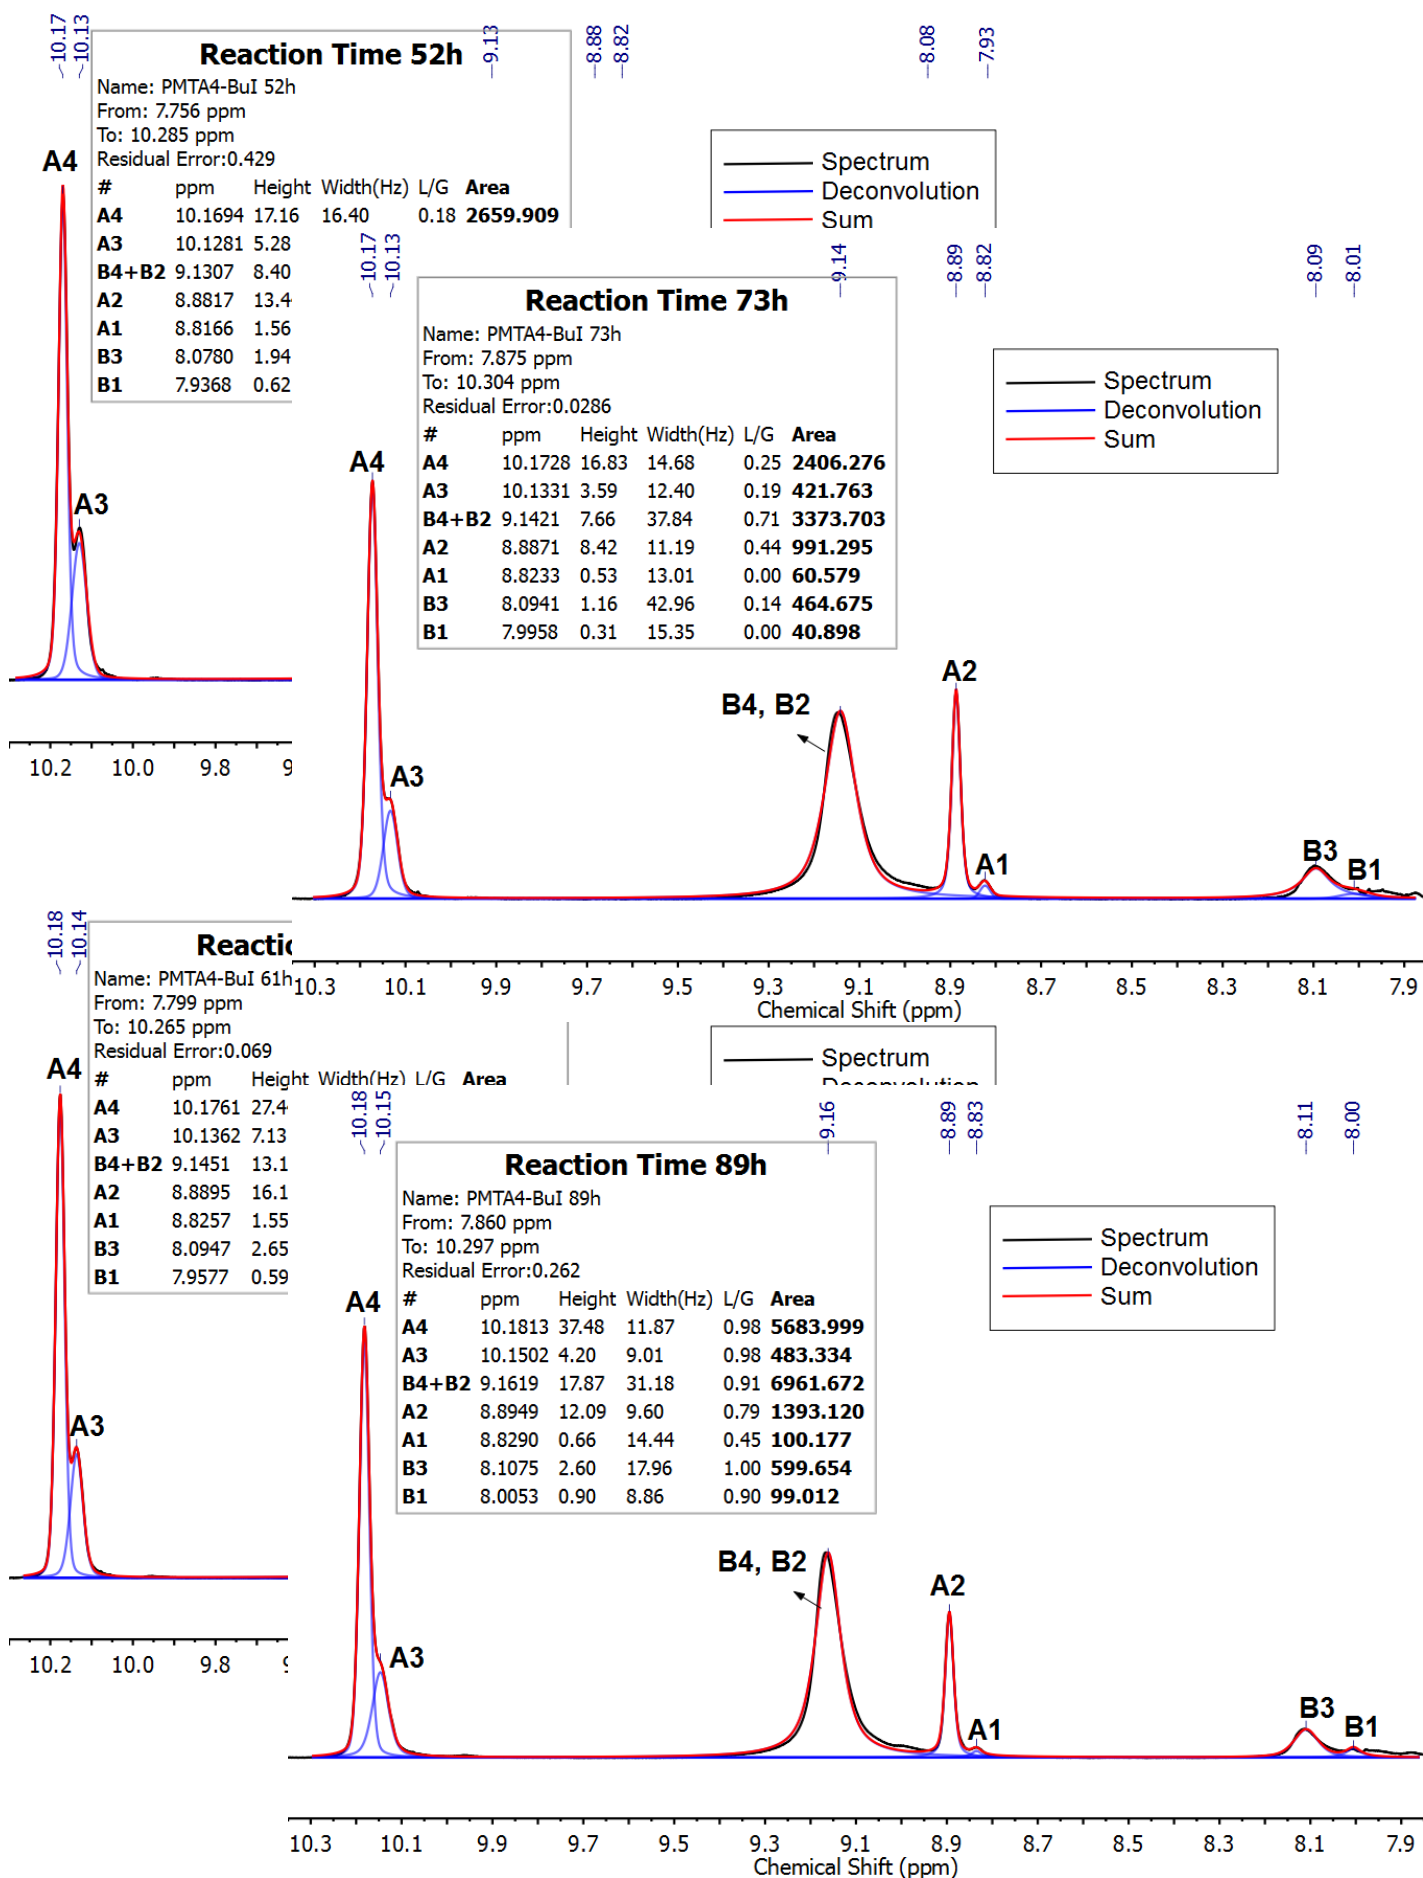 10.17
10.13
9.13
8.88
8.82
8.08
7.93
Reaction Time 52h
Name: PMTA4-BuI 52h
From: 7.756 ppm
To: 10.285 ppm
Residual Error:0.429
# ppm Height Width(Hz) L/G Area
A4 10.1694 17.16 16.40 0.18 2659.909
A3 10.1281 5.28
B4+B2 9.1307 8.40
A2 8.8817 13.4
A1 8.8166 1.56
B3 8.0780 1.94
B1 7.9368 0.62
Spectrum
Deconvolution
Sum
A4
A3
10.2 10.0 9.8 9
10.17
10.13
9.14
8.89
8.82
8.09
8.01
Reaction Time 73h
Name: PMTA4-BuI 73h
From: 7.875 ppm
To: 10.304 ppm
Residual Error:0.0286
# ppm Height Width(Hz) L/G Area
A4 10.1728 16.83 14.68 0.25 2406.276
A3 10.1331 3.59 12.40 0.19 421.763
B4+B2 9.1421 7.66 37.84 0.71 3373.703
A2 8.8871 8.42 11.19 0.44 991.295
A1 8.8233 0.53 13.01 0.00 60.579
B3 8.0941 1.16 42.96 0.14 464.675
B1 7.9958 0.31 15.35 0.00 40.898
Spectrum
Deconvolution
Sum
A4
A3
B4, B2
A2
A1
B3
B1
10.3 10.1 9.9 9.7 9.5 9.3 9.1 8.9 8.7 8.5 8.3 8.1 7.9
Chemical Shift (ppm)
10.18
10.14
Reactic
Name: PMTA4-BuI 61h
From: 7.799 ppm
To: 10.265 ppm
Residual Error:0.069
# ppm Height Width(Hz) L/G Area
A4 10.1761 27.4
A3 10.1362 7.13
B4+B2 9.1451 13.1
A2 8.8895 16.1
A1 8.8257 1.55
B3 8.0947 2.65
B1 7.9577 0.59
Spectrum
Deconvolution
A4
A3
10.2 10.0 9.8 9
10.18
10.15
9.16
8.89
8.83
8.11
8.00
Reaction Time 89h
Name: PMTA4-BuI 89h
From: 7.860 ppm
To: 10.297 ppm
Residual Error:0.262
# ppm Height Width(Hz) L/G Area
A4 10.1813 37.48 11.87 0.98 5683.999
A3 10.1502 4.20 9.01 0.98 483.334
B4+B2 9.1619 17.87 31.18 0.91 6961.672
A2 8.8949 12.09 9.60 0.79 1393.120
A1 8.8290 0.66 14.44 0.45 100.177
B3 8.1075 2.60 17.96 1.00 599.654
B1 8.0053 0.90 8.86 0.90 99.012
Spectrum
Deconvolution
Sum
A4
A3
B4, B2
A2
A1
B3
B1
10.3 10.1 9.9 9.7 9.5 9.3 9.1 8.9 8.7 8.5 8.3 8.1 7.9
Chemical Shift (ppm)